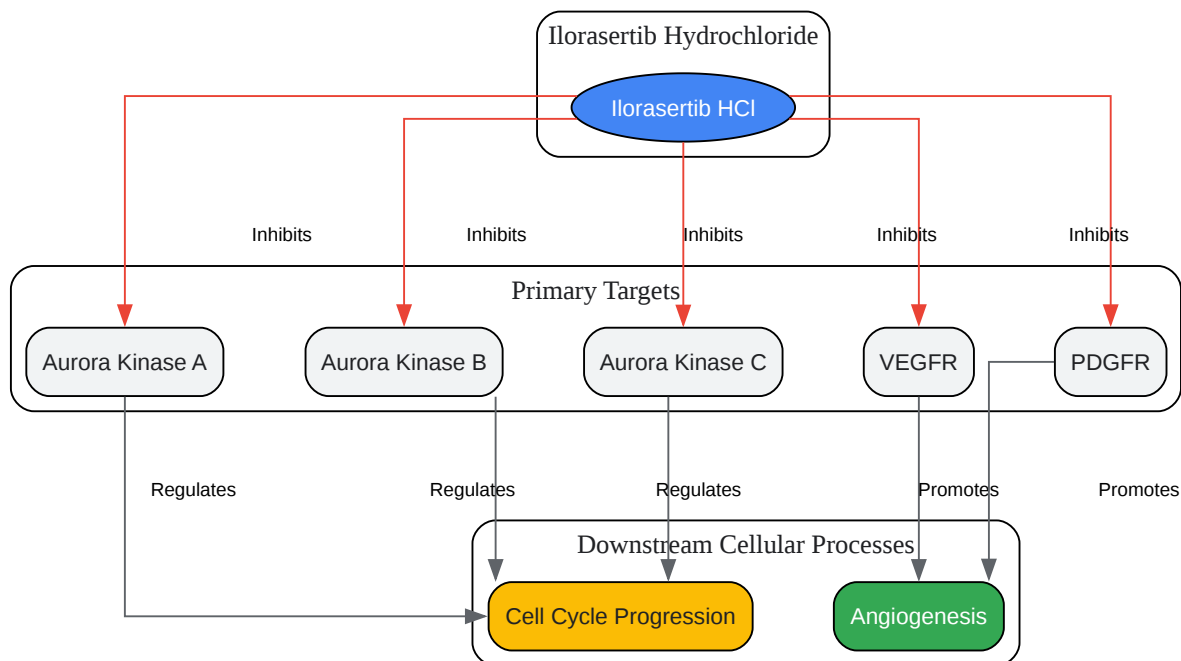 Ilorasertib Hydrochloride
Ilorasertib HCl
Inhibits
Inhibits
Inhibits
Inhibits
Inhibits
Primary Targets
Aurora Kinase A
Aurora Kinase B
Aurora Kinase C
VEGFR
PDGFR
Regulates
Regulates
Regulates
Promotes
Promotes
Downstream Cellular Processes
Cell Cycle Progression
Angiogenesis